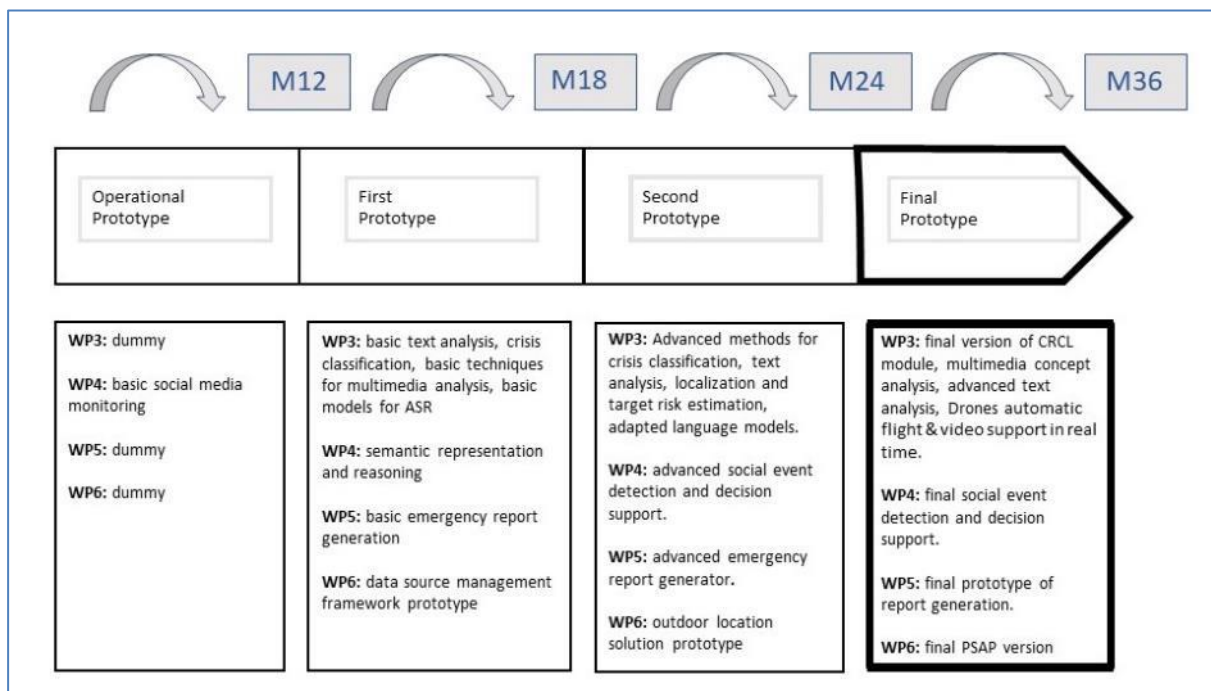 M12
M18
M24
M36
Operational
Prototype
First
Prototype
Second
Prototype
Final
Prototype
WP3: dummy
WP4: basic social media
monitoring
WP5: dummy
WP6: dummy
WP3: basic text analysis, crisis
classification, basic techniques
for multimedia analysis, basic
models for ASR
WP4: semantic representation
and reasoning
WP5: basic emergency report
generation
WP6: data source management
framework prototype
WP3: Advanced methods for
crisis classification, text
analysis, localization and
target risk estimation,
adapted language models.
WP4: advanced social event
detection and decision
support.
WP5: advanced emergency
report generator.
WP6: outdoor location
solution prototype
WP3: final version of CRCL
module, multimedia concept
analysis, advanced text
analysis, Drones automatic
flight & video support in real
time.
WP4: final social event
detection and decision
support.
WP5: final prototype of
report generation.
WP6: final PSAP version